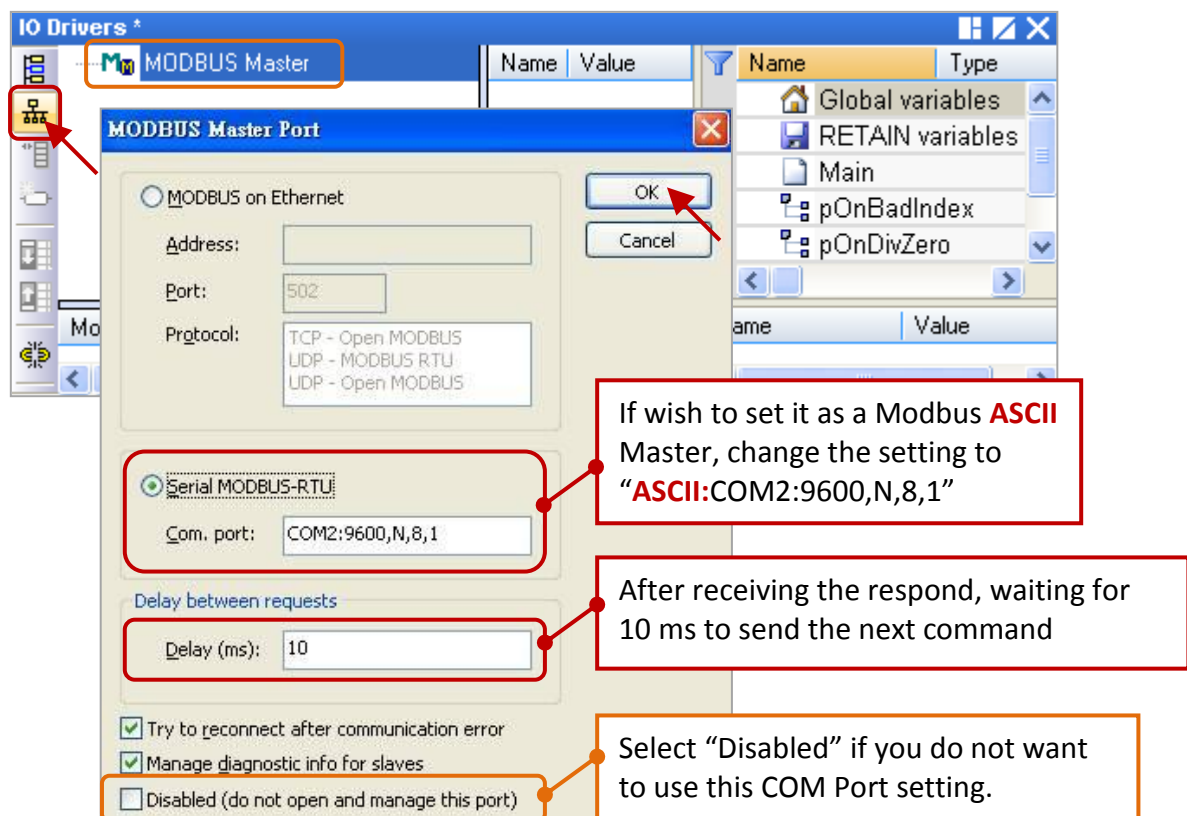 IO Drivers *
MODBUS Master
Name Value
Name Type
Global variables
RETAIN variables
Main
pOnBadIndex
pOnDivZero
MODBUS Master Port
MODBUS on Ethernet
OK
Address:
Cancel
Port: 502
Protocol: TCP - Open MODBUS
UDP - MODBUS RTU
UDP - Open MODBUS
Mo
ame Value
If wish to set it as a Modbus ASCII
Master, change the setting to
“ASCII:COM2:9600,N,8,1”
Serial MODBUS-RTU
Com. port: COM2:9600,N,8,1
Delay between requests
Delay (ms): 10
After receiving the respond, waiting for
10 ms to send the next command
Try to reconnect after communication error
Manage diagnostic info for slaves
Disabled (do not open and manage this port)
Select “Disabled” if you do not want
to use this COM Port setting.